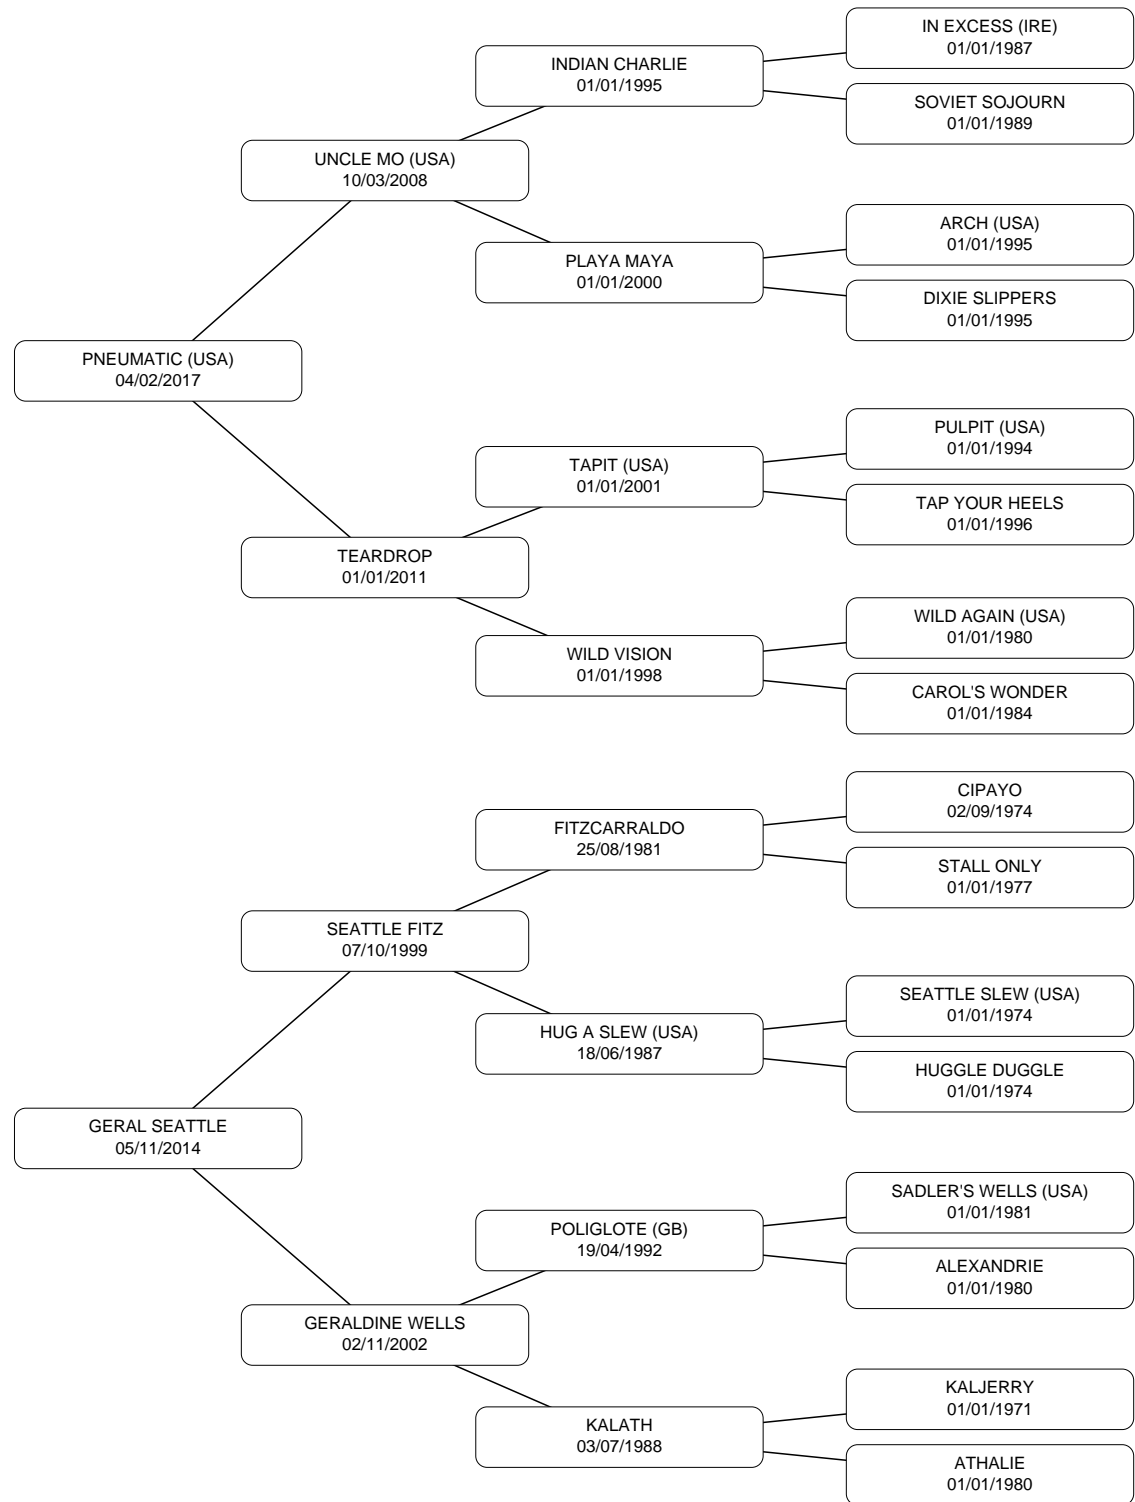 IN EXCESS (IRE)
01/01/1987
INDIAN CHARLIE
01/01/1995
SOVIET SOJOURN
01/01/1989
UNCLE MO (USA)
10/03/2008
ARCH (USA)
01/01/1995
PLAYA MAYA
01/01/2000
DIXIE SLIPPERS
01/01/1995
PNEUMATIC (USA)
04/02/2017
PULPIT (USA)
01/01/1994
TAPIT (USA)
01/01/2001
TAP YOUR HEELS
01/01/1996
TEARDROP
01/01/2011
WILD AGAIN (USA)
01/01/1980
WILD VISION
01/01/1998
CAROL'S WONDER
01/01/1984
CIPAYO
02/09/1974
FITZCARRALDO
25/08/1981
STALL ONLY
01/01/1977
SEATTLE FITZ
07/10/1999
SEATTLE SLEW (USA)
01/01/1974
HUG A SLEW (USA)
18/06/1987
HUGGLE DUGGLE
01/01/1974
GERAL SEATTLE
05/11/2014
SADLER'S WELLS (USA)
01/01/1981
POLIGLOTE (GB)
19/04/1992
ALEXANDRIE
01/01/1980
GERALDINE WELLS
02/11/2002
KALJERRY
01/01/1971
KALATH
03/07/1988
ATHALIE
01/01/1980